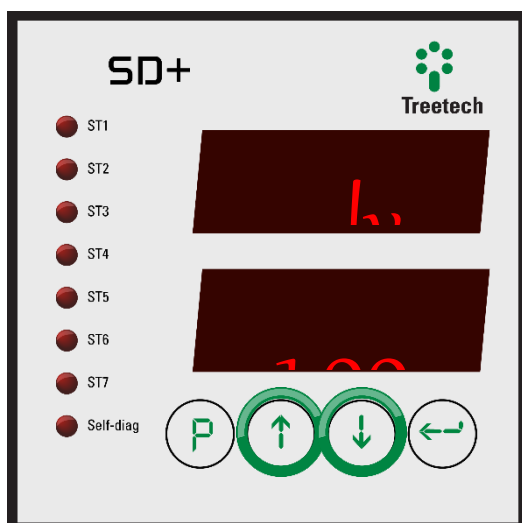 SD+
Treetech
ST1
ST2
ST3
ST4
ST5
ST6
ST7
Self-diag
P